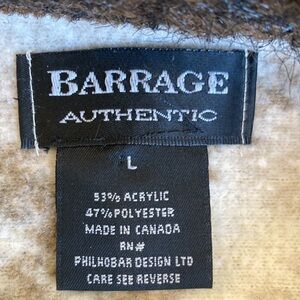 BARRAGE
AUTHENTIC
L
53% ACRYLIC
47% POLYESTER
MADE IN CANADA
RN#
PHILHOBAR DESIGN LTD
CARE SEE REVERSE